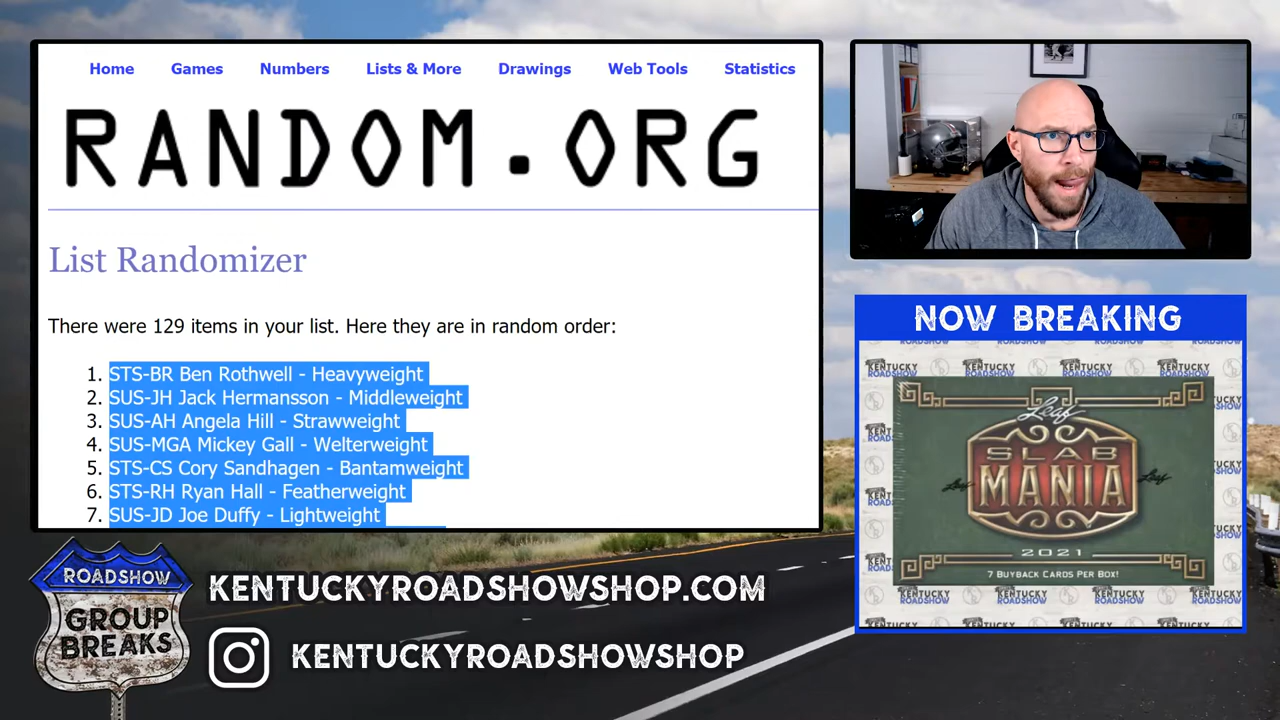 Home Games Numbers Lists & More Drawings Web Tools Statistics
RANDOM.ORG
List Randomizer
There were 129 items in your list. Here they are in random order:
1. STS-BR Ben Rothwell - Heavyweight
2. SUS-JH Jack Hermansson - Middleweight
3. SUS-AH Angela Hill - Strawweight
4. SUS-MGA Mickey Gall - Welterweight
5. STS-CS Cory Sandhagen - Bantamweight
6. STS-RH Ryan Hall - Featherweight
7. SUS-JD Joe Duffy - Lightweight
NOW BREAKING
KENTUCKY
ROADSHOW
Leaf
SLAB
MANIA
Leaf
Leaf
2021
7 BUYBACK CARDS PER BOX!
ROADSHOW
GROUP
BREAKS
KENTUCKYROADSHOWSHOP.COM
KENTUCKYROADSHOWSHOP